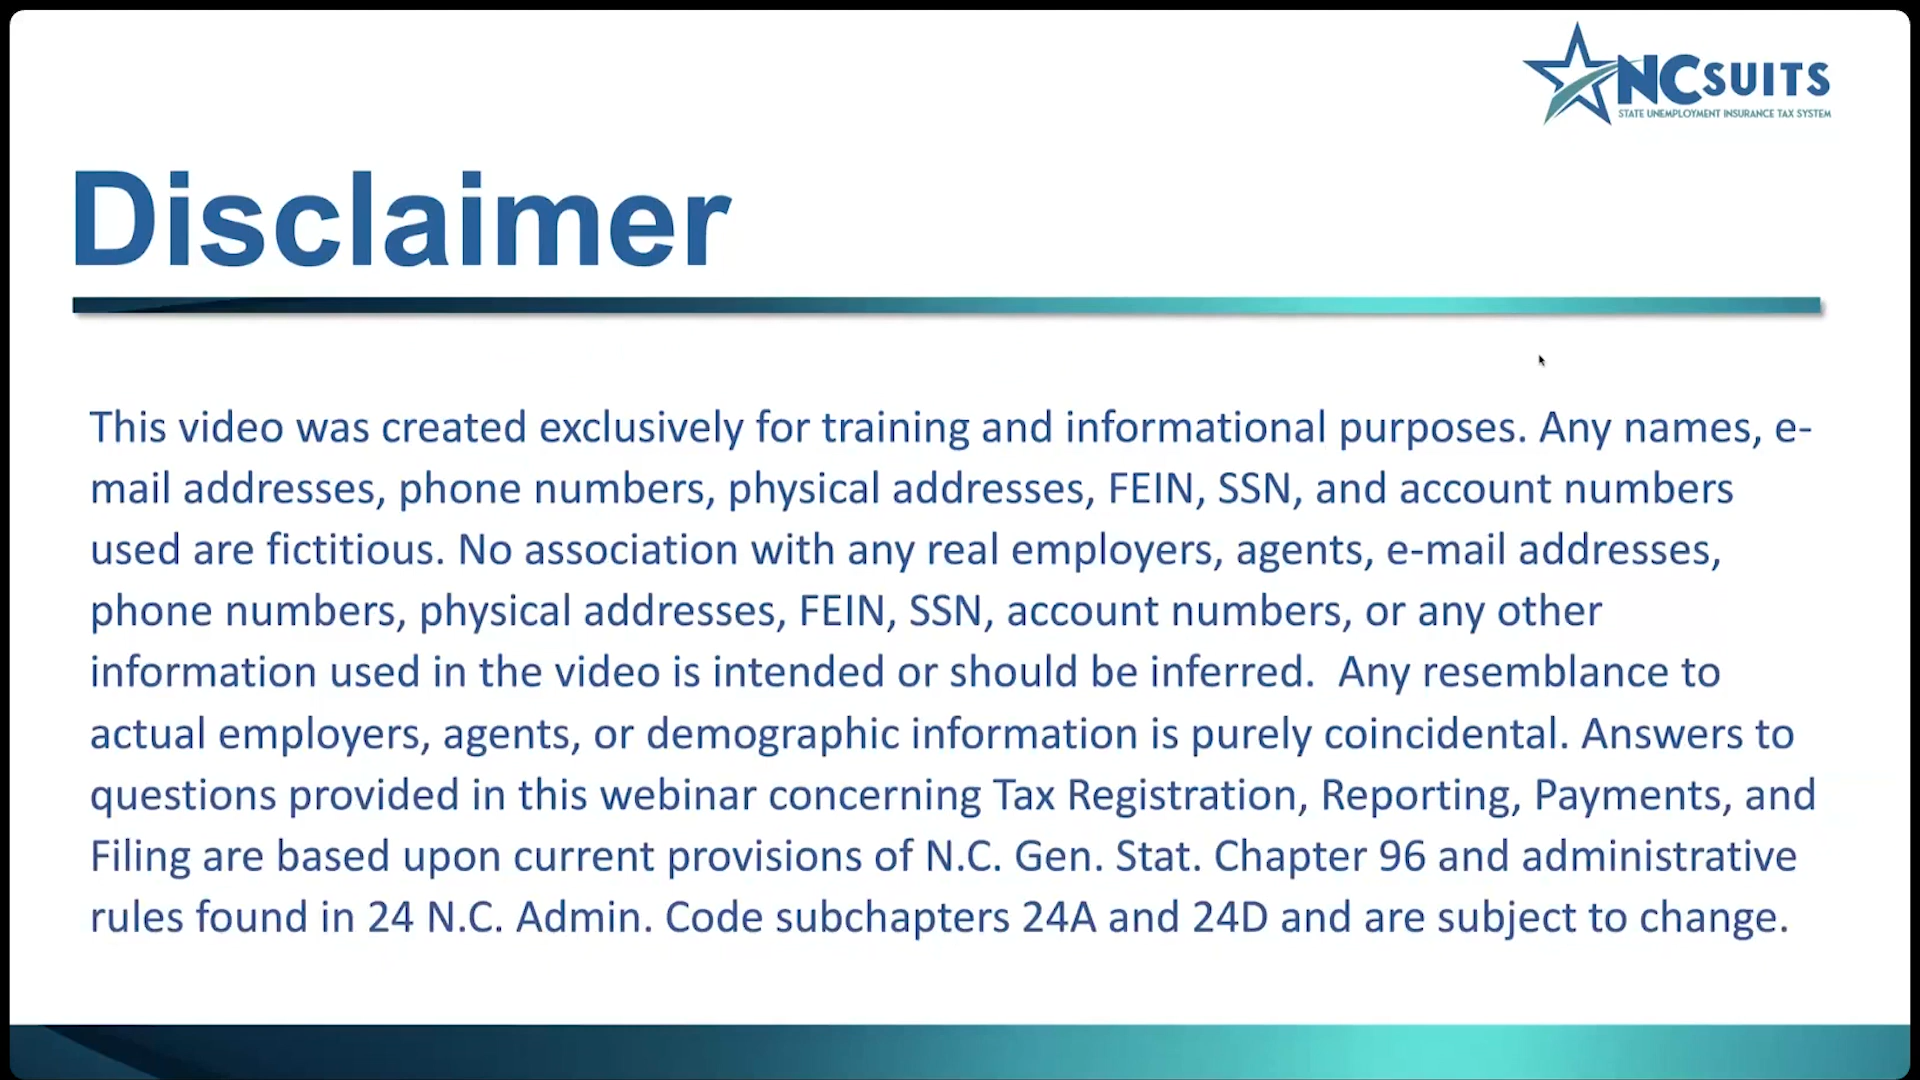 NCSUITS
STATE UNEMPLOYMENT INSURANCE TAX SYSTEM
Disclaimer
This video was created exclusively for training and informational purposes. Any names, e-
mail addresses, phone numbers, physical addresses, FEIN, SSN, and account numbers
used are fictitious. No association with any real employers, agents, e-mail addresses,
phone numbers, physical addresses, FEIN, SSN, account numbers, or any other
information used in the video is intended or should be inferred.  Any resemblance to
actual employers, agents, or demographic information is purely coincidental. Answers to
questions provided in this webinar concerning Tax Registration, Reporting, Payments, and
Filing are based upon current provisions of N.C. Gen. Stat. Chapter 96 and administrative
rules found in 24 N.C. Admin. Code subchapters 24A and 24D and are subject to change.